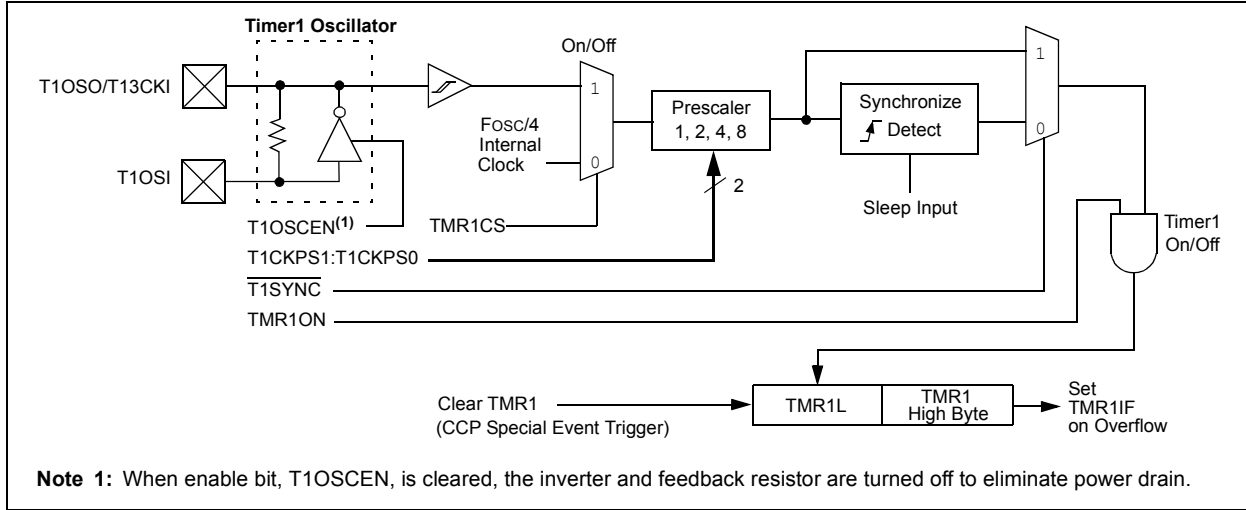 Timer1 Oscillator
On/Off
T1OSO/T13CKI
1
1
Prescaler
1, 2, 4, 8
Synchronize
Detect
FOSC/4
Internal
Clock
0
0
T1OSI
2
Sleep Input
T1OSCEN(1)
TMR1CS
Timer1
On/Off
T1CKPS1:T1CKPS0
T1SYNC
TMR1ON
Clear TMR1
(CCP Special Event Trigger)
TMR1L
TMR1
High Byte
Set
TMR1IF
on Overflow
Note 1: When enable bit, T1OSCEN, is cleared, the inverter and feedback resistor are turned off to eliminate power drain.